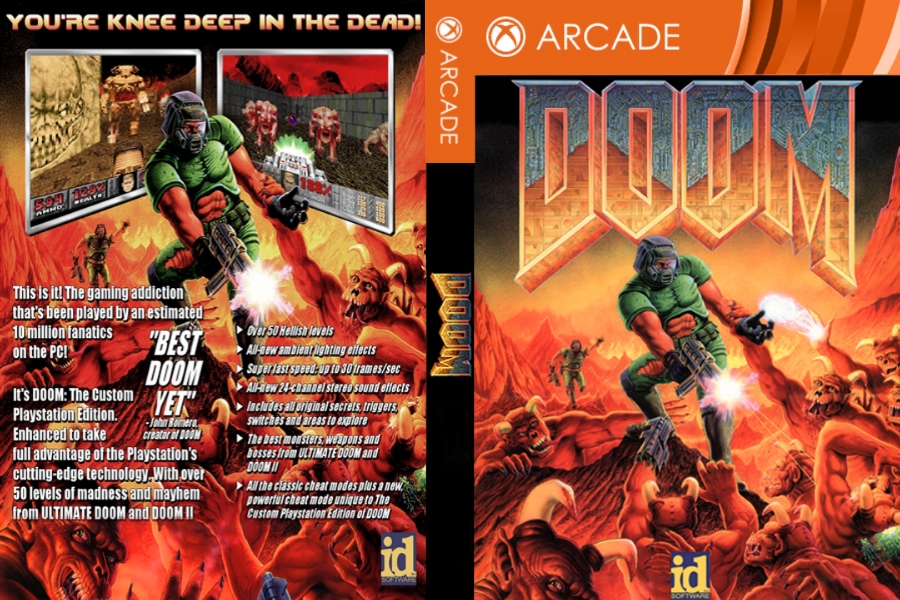 YOU'RE KNEE DEEP IN THE DEAD!
AMMO
HEALTH
This is it! The gaming addiction
that's been played by an estimated
10 million fanatics
on the PC!
It's DOOM: The Custom
Playstation Edition.
Enhanced to take
full advantage of the Playstation's
cutting-edge technology. With over
50 levels of madness and mayhem
from ULTIMATE DOOM and DOOM II
"BEST
DOOM
YET"
- John Romero,
creator of DOOM
Over 50 Hellish levels
All-new ambient lighting effects
Super fast speed: up to 30 frames/sec
All-new 24-channel stereo sound effects
Includes all original secrets, triggers,
switches and areas to explore
The best monsters, weapons and
bosses from ULTIMATE DOOM and
DOOM II
All the classic cheat modes plus a new,
powerful cheat mode unique to The
Custom Playstation Edition of DOOM
id
SOFTWARE
ARCADE
DOOM
ARCADE
DOOM
id
SOFTWARE